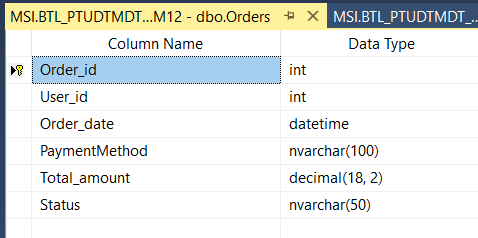 MSI.BTL_PTUDTMDT...M12 - dbo.Orders MSI.BTL_PTUDTMDT_...
Column Name Data Type
Order_id int
User_id int
Order_date datetime
PaymentMethod nvarchar(100)
Total_amount decimal(18, 2)
Status nvarchar(50)